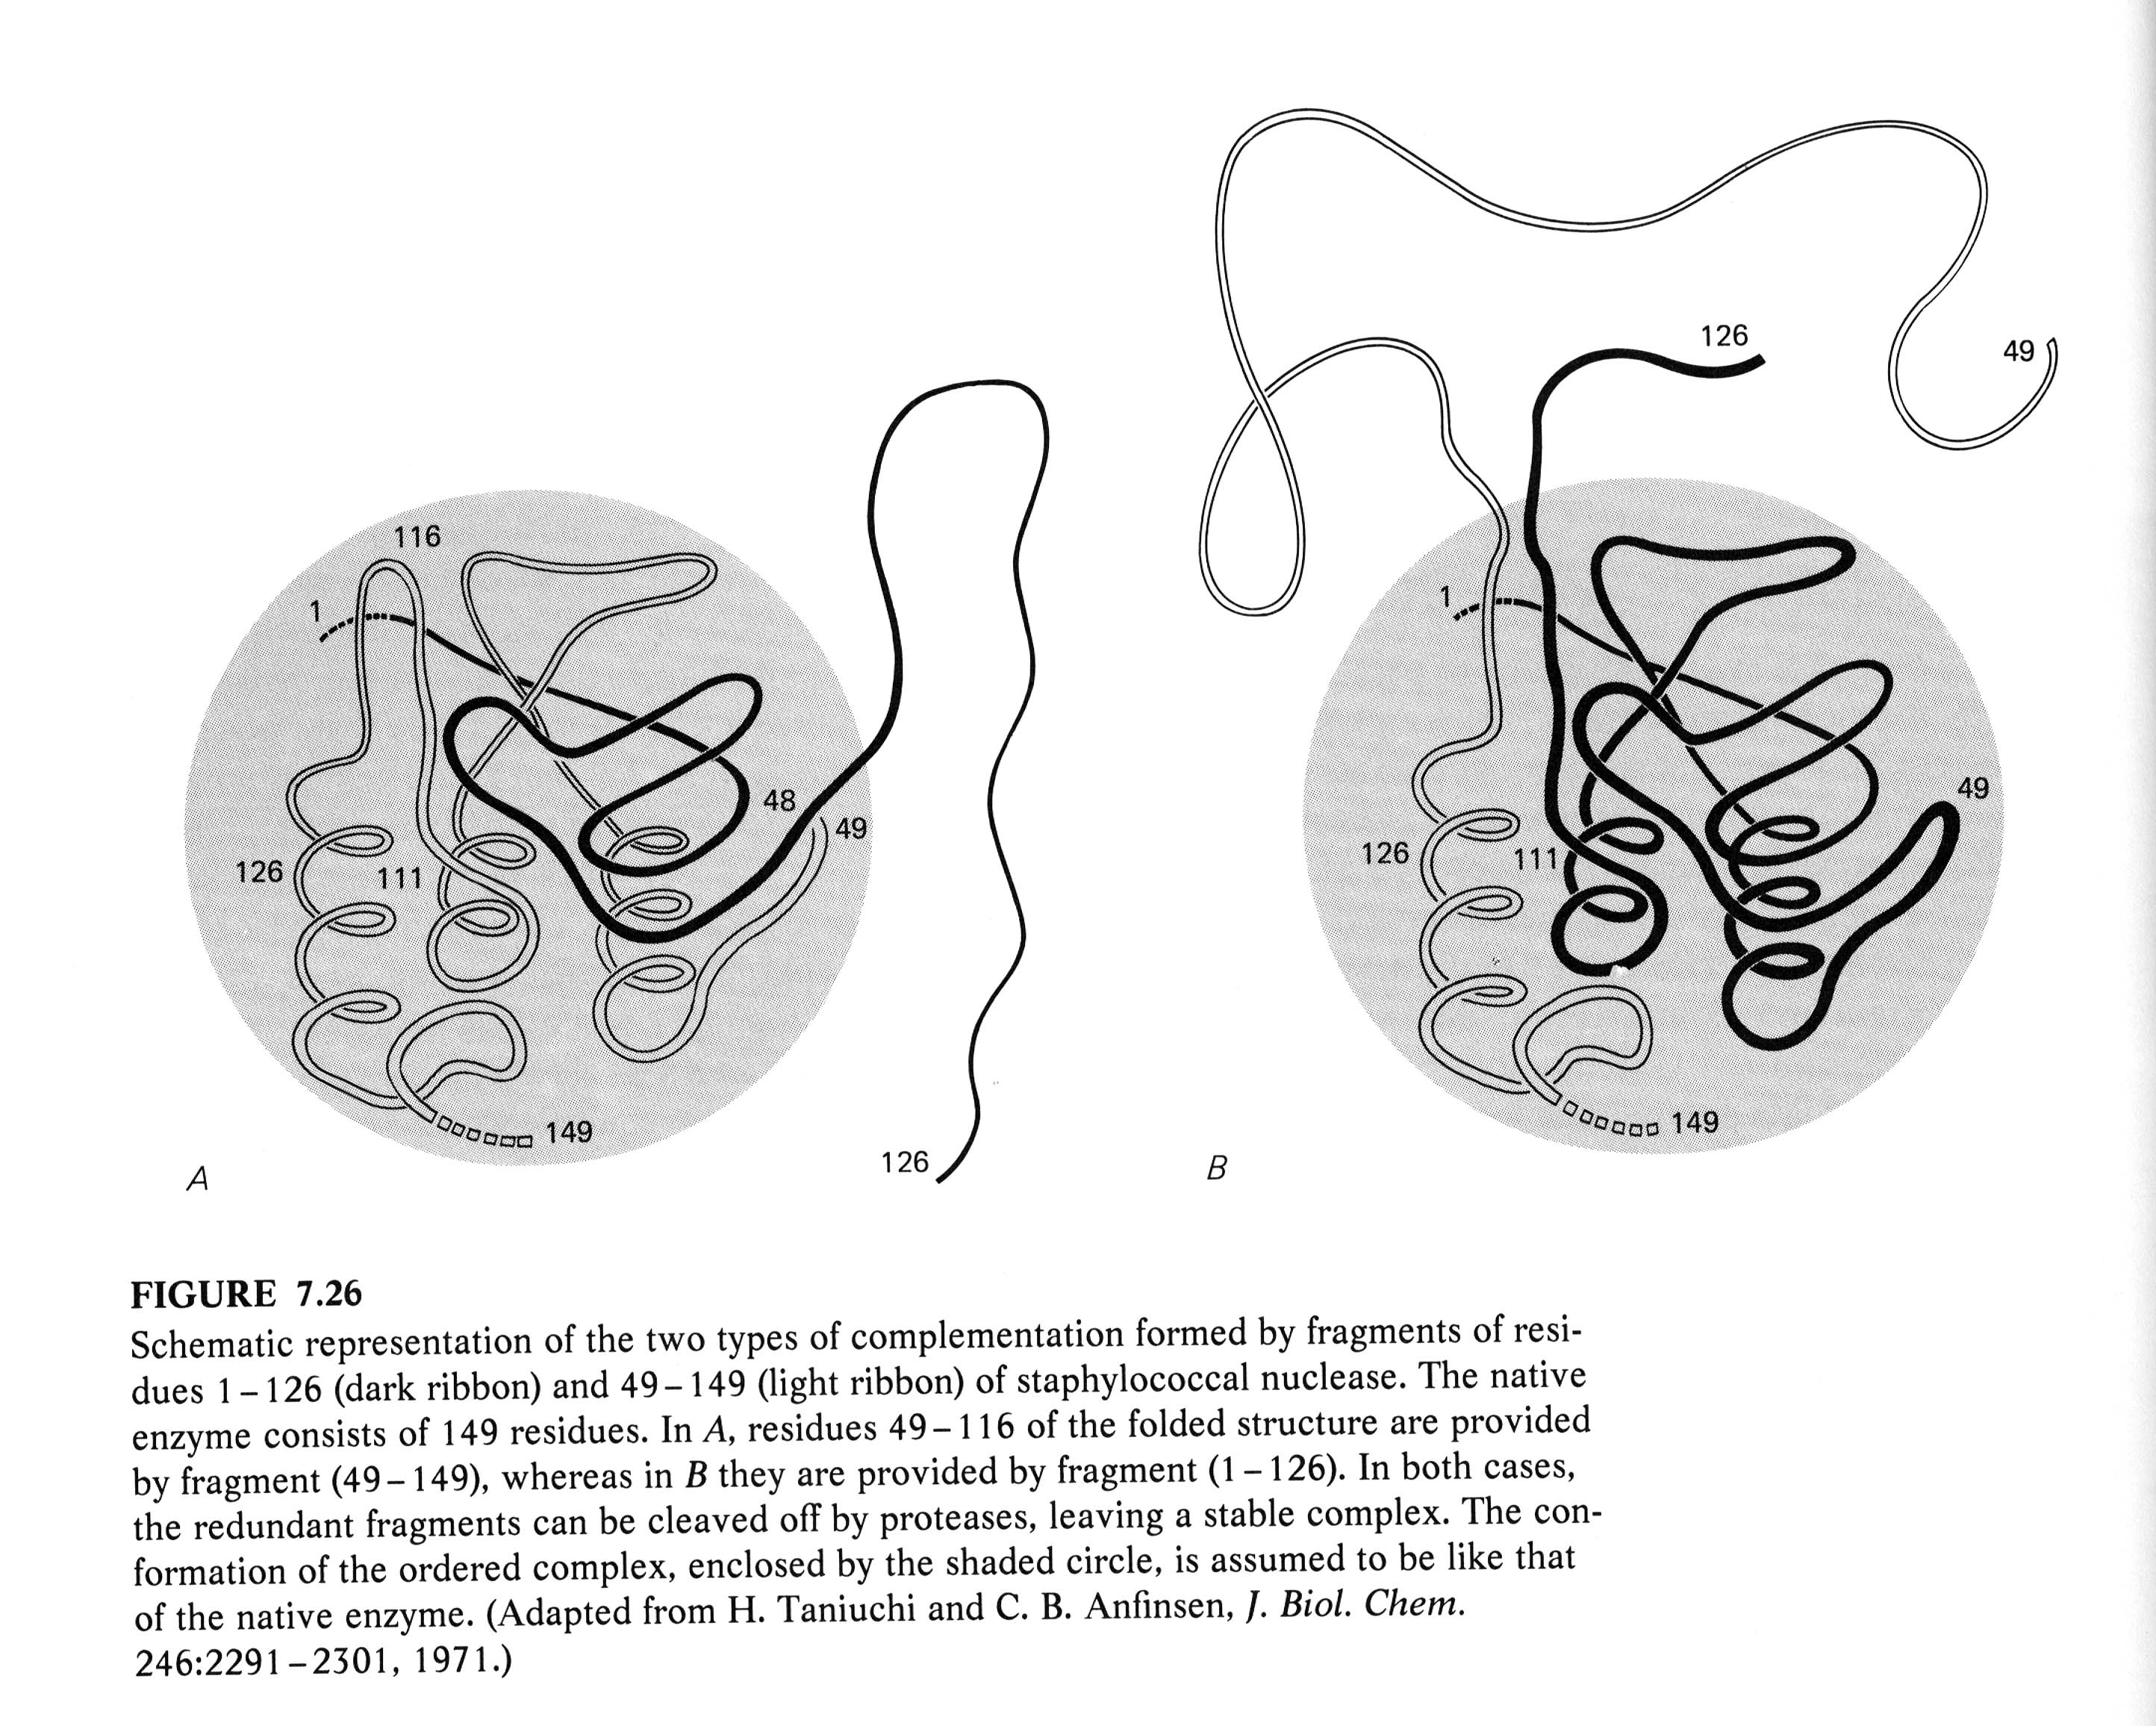 126
49
116
1
1
48
49
49
126
111
126
111
149
149
126
A
B
FIGURE 7.26
Schematic representation of the two types of complementation formed by fragments of resi-
dues 1–126 (dark ribbon) and 49–149 (light ribbon) of staphylococcal nuclease. The native
enzyme consists of 149 residues. In A, residues 49–116 of the folded structure are provided
by fragment (49–149), whereas in B they are provided by fragment (1–126). In both cases,
the redundant fragments can be cleaved off by proteases, leaving a stable complex. The con-
formation of the ordered complex, enclosed by the shaded circle, is assumed to be like that
of the native enzyme. (Adapted from H. Taniuchi and C. B. Anfinsen, J. Biol. Chem.
246:2291–2301, 1971.)